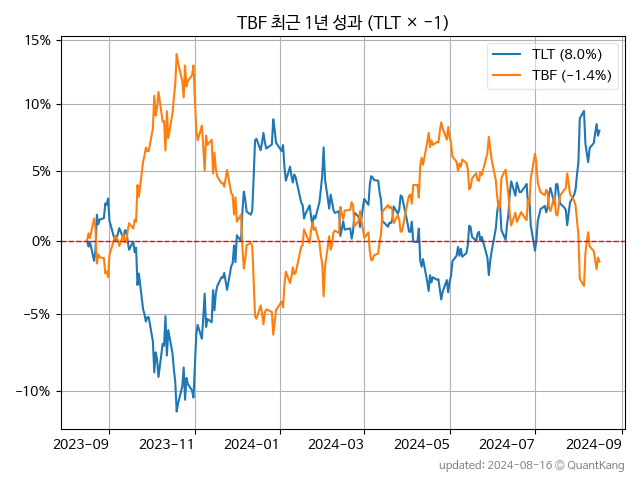 TBF 최근 1년 성과 (TLT × −1)
TLT (8.0%)
TBF (−1.4%)
15%
10%
5%
0%
−5%
−10%
2023-09 2023-11 2024-01 2024-03 2024-05 2024-07 2024-09
updated: 2024-08-16 © QuantKang